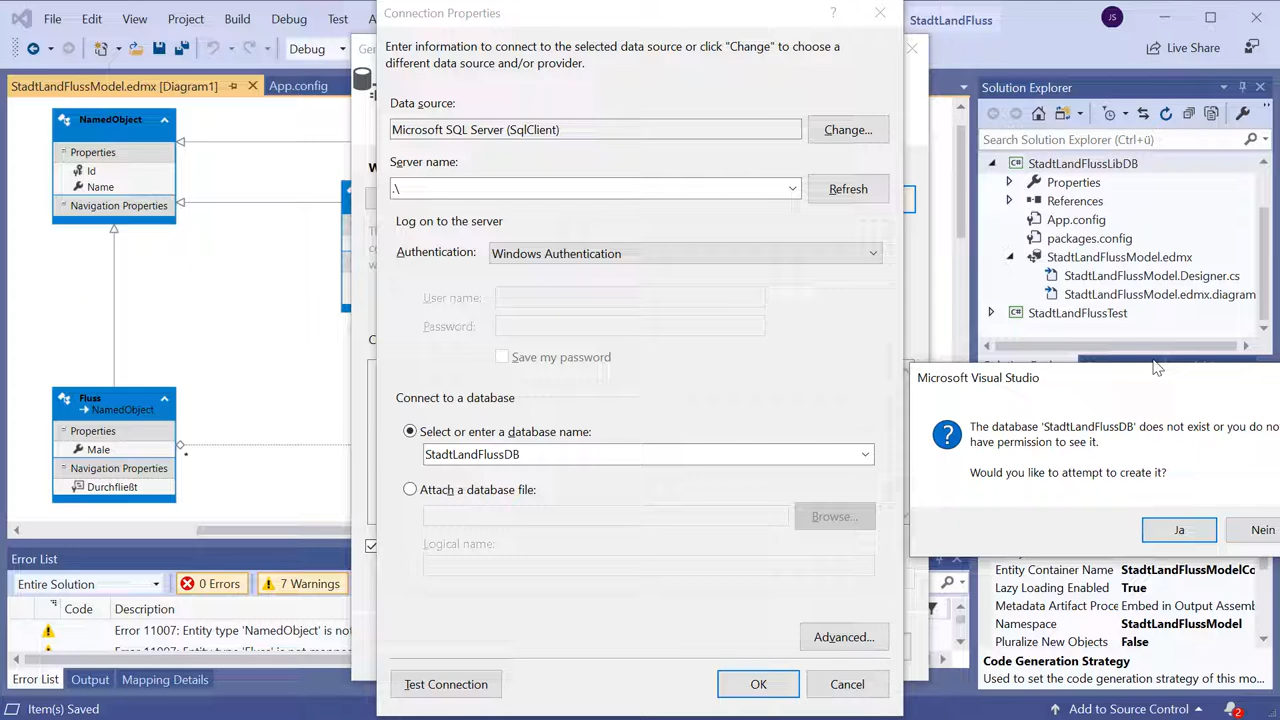 File Edit View Project Build Debug Test
StadtLandFluss
JS
Debug
Live Share
StadtLandFlussModel.edmx [Diagram1]
App.config
NamedObject
Properties
Id
Name
Navigation Properties
Fluss
NamedObject
Properties
Male
Navigation Properties
Durchfließt
Connection Properties
?
Enter information to connect to the selected data source or click "Change" to choose a
different data source and/or provider.
Data source:
Microsoft SQL Server (SqlClient)
Change...
Server name:
.\
Refresh
Log on to the server
Authentication:
Windows Authentication
User name:
Password:
Save my password
Connect to a database
Select or enter a database name:
StadtLandFlussDB
Attach a database file:
Browse...
Logical name:
Advanced...
Test Connection
OK
Cancel
Solution Explorer
Search Solution Explorer (Ctrl+ü)
StadtLandFlussLibDB
Properties
References
App.config
packages.config
StadtLandFlussModel.edmx
StadtLandFlussModel.Designer.cs
StadtLandFlussModel.edmx.diagram
StadtLandFlussTest
Microsoft Visual Studio
The database 'StadtLandFlussDB' does not exist or you do no
have permission to see it.
Would you like to attempt to create it?
Ja
Nein
Entity Container Name StadtLandFlussModelCo
Lazy Loading Enabled True
Metadata Artifact Proce Embed in Output Assemb
Namespace StadtLandFlussModel
Pluralize New Objects False
Code Generation Strategy
Used to set the code generation strategy of this mo...
Error List
Entire Solution
0 Errors
7 Warnings
Code
Description
Error 11007: Entity type 'NamedObject' is not
Error 11007: Entity type 'Fluss' is not mapped
Error List
Output
Mapping Details
Item(s) Saved
Add to Source Control
2